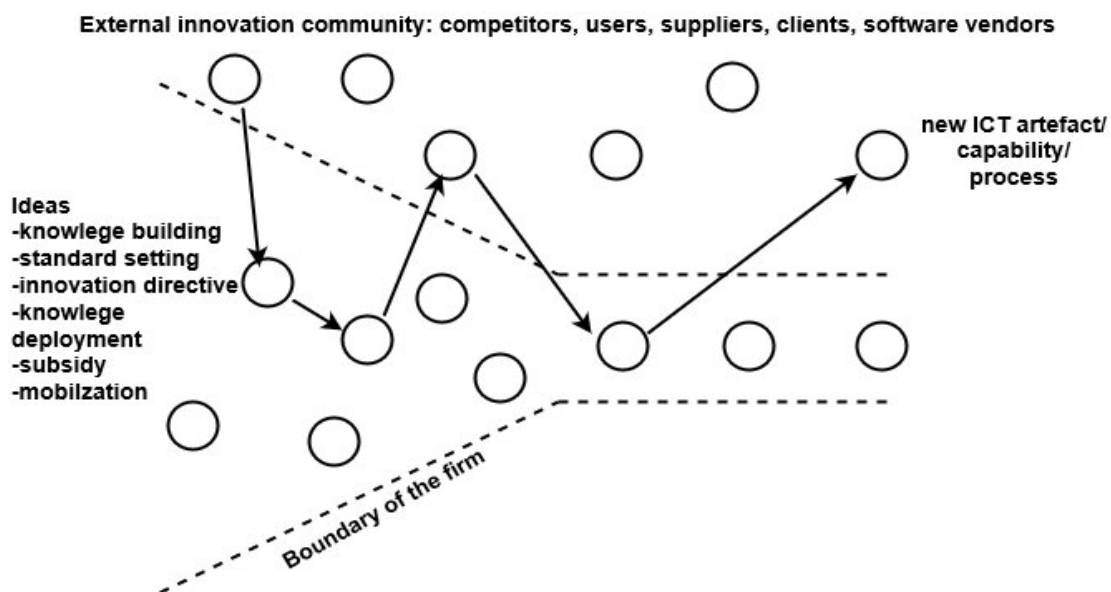 External innovation community: competitors, users, suppliers, clients, software vendors
new ICT artefact/
capability/
process
Ideas
-knowlege building
-standard setting
-innovation directive
-knowlege
deployment
-subsidy
-mobilzation
Boundary of the firm